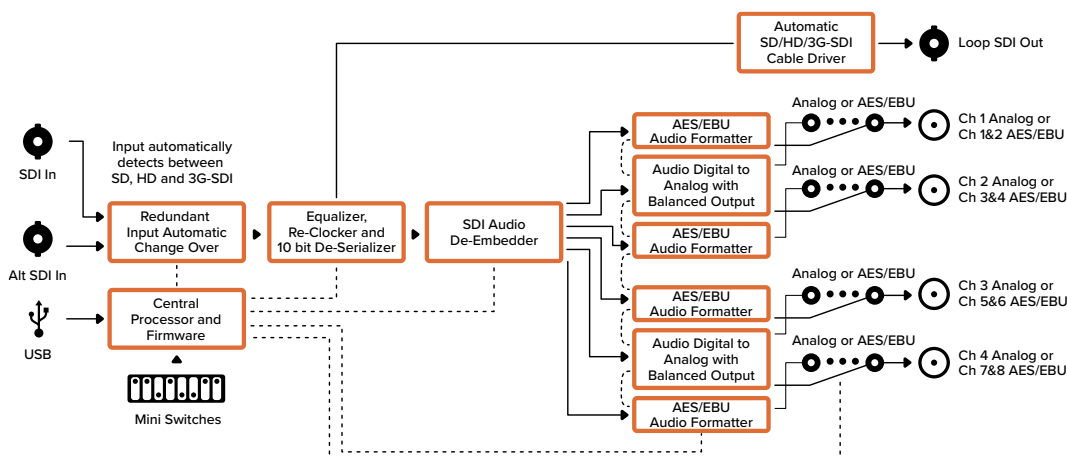 Automatic
SD/HD/3G-SDI
Cable Driver
Loop SDI Out
SDI In
Input automatically
detects between
SD, HD and 3G-SDI
Alt SDI In
Redundant
Input Automatic
Change Over
Equalizer,
Re-Clocker and
10 bit De-Serializer
SDI Audio
De-Embedder
USB
Central
Processor and
Firmware
Mini Switches
AES/EBU
Audio Formatter
Audio Digital to
Analog with
Balanced Output
AES/EBU
Audio Formatter
AES/EBU
Audio Formatter
Audio Digital to
Analog with
Balanced Output
AES/EBU
Audio Formatter
Analog or AES/EBU
Ch 1 Analog or
Ch 1&2 AES/EBU
Analog or AES/EBU
Ch 2 Analog or
Ch 3&4 AES/EBU
Analog or AES/EBU
Ch 3 Analog or
Ch 5&6 AES/EBU
Analog or AES/EBU
Ch 4 Analog or
Ch 7&8 AES/EBU